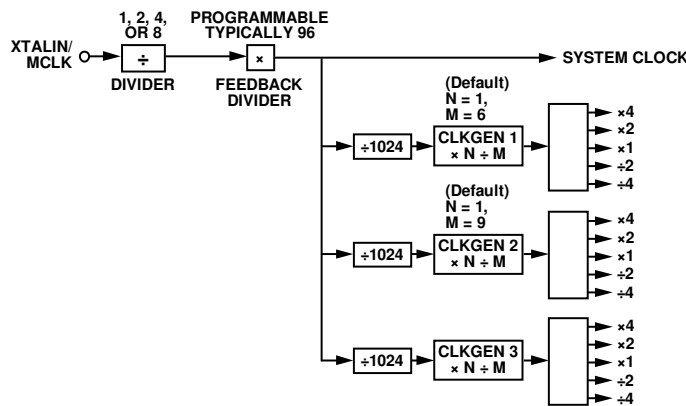 1, 2, 4,
OR 8
PROGRAMMABLE
TYPICALLY 96
XTALIN/
MCLK
÷
×
SYSTEM CLOCK
DIVIDER
FEEDBACK
DIVIDER
(Default)
N = 1,
M = 6
÷1024
CLKGEN 1
× N ÷ M
×4
×2
×1
÷2
÷4
(Default)
N = 1,
M = 9
÷1024
CLKGEN 2
× N ÷ M
×4
×2
×1
÷2
÷4
÷1024
CLKGEN 3
× N ÷ M
×4
×2
×1
÷2
÷4